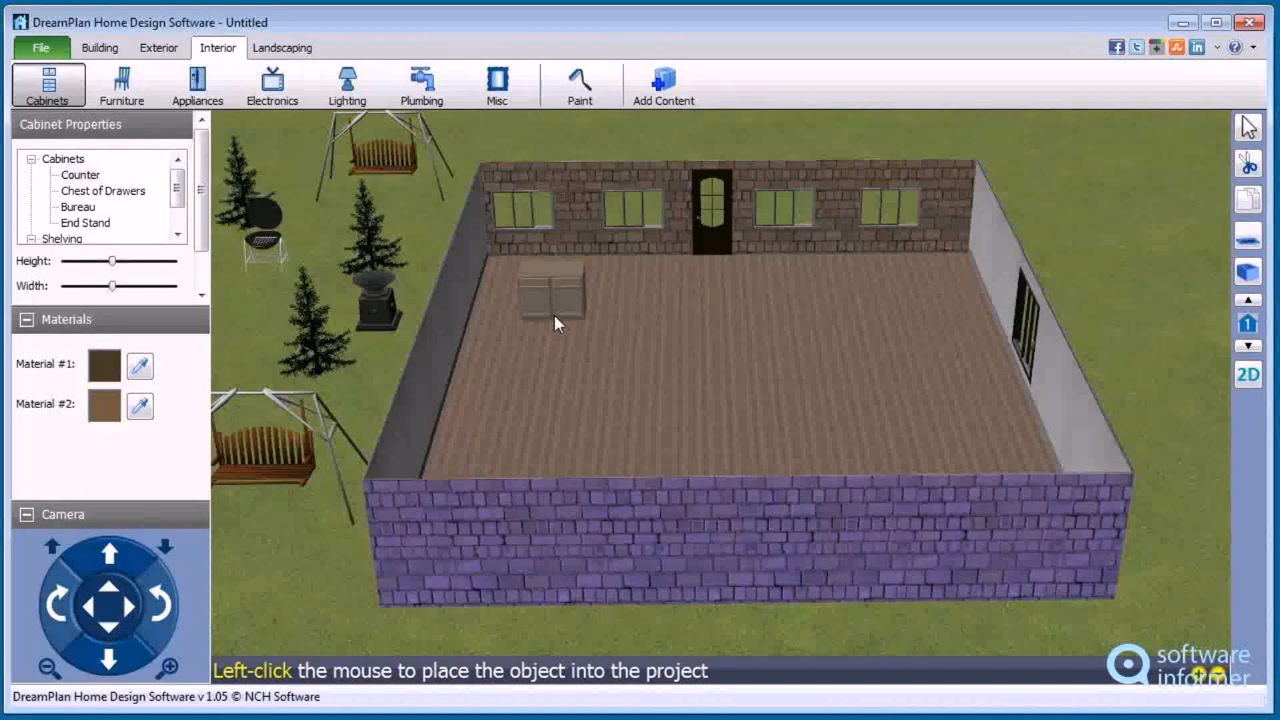 DreamPlan Home Design Software - Untitled
File Building Exterior Interior Landscaping
Cabinets Furniture Appliances Electronics Lighting Plumbing Misc Paint Add Content
Cabinet Properties
Cabinets
Counter
Chest of Drawers
Bureau
End Stand
Shelving
Height:
Width:
1
2D
Materials
Material #1:
Material #2:
Camera
Left-click the mouse to place the object into the project
software
informer
DreamPlan Home Design Software v 1.05 © NCH Software